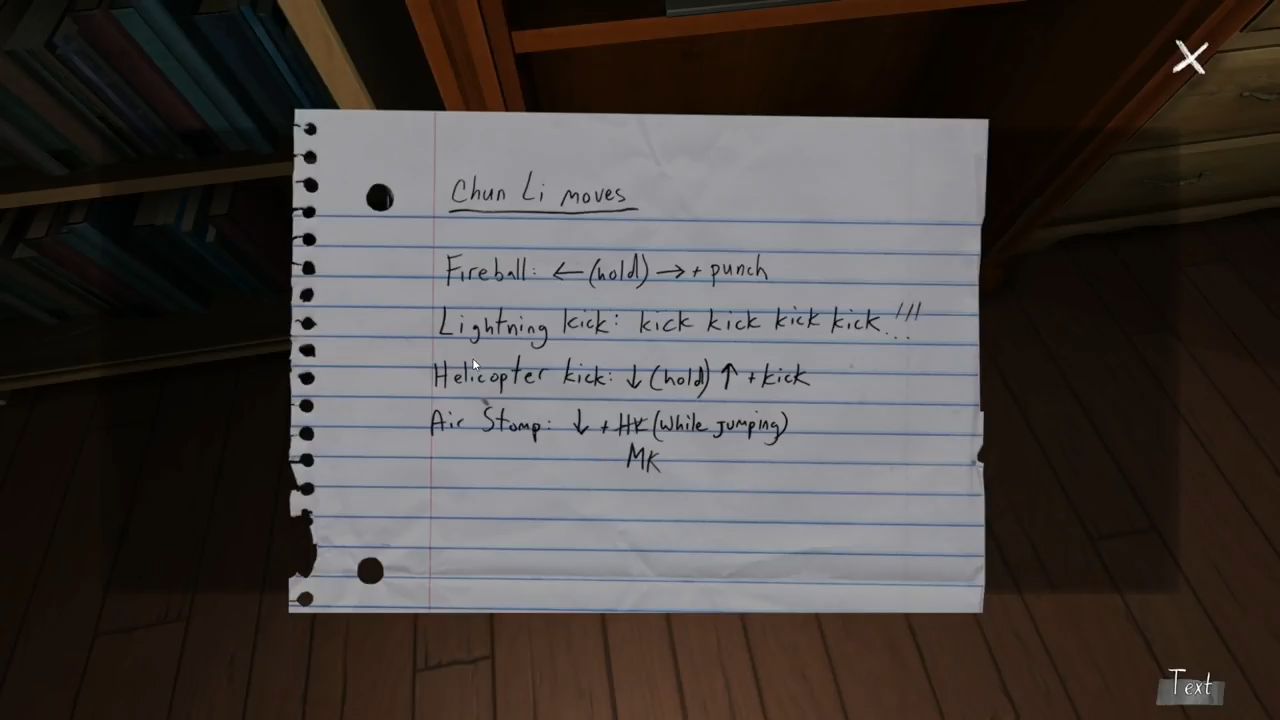 Chun Li moves
Fireball: ← (hold) → + punch
Lightning kick: kick kick kick kick!!!
Helicopter kick: ↓ (hold) ↑ + kick
Air Stomp: ↓ + HK (while jumping)
MK
Text